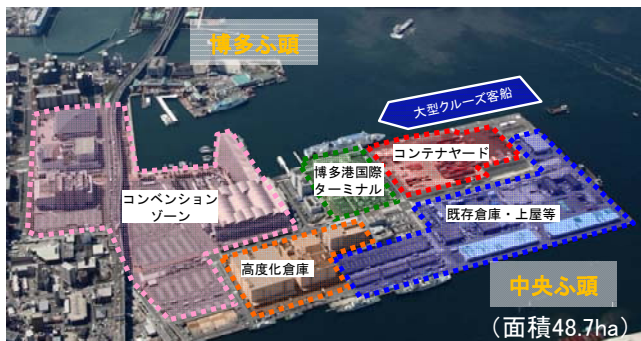 博多ふ頭
大型クルーズ客船
コンテナヤード
博多港国際
ターミナル
コンベンション
ゾーン
既存倉庫・上屋等
高度化倉庫
中央ふ頭
（面積48.7ha）